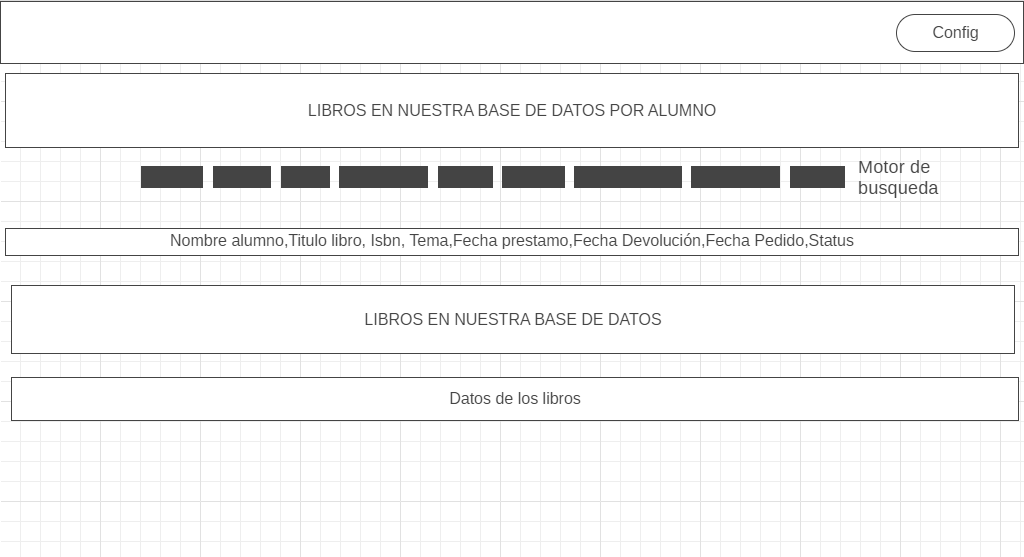 Config
LIBROS EN NUESTRA BASE DE DATOS POR ALUMNO
Motor de
busqueda
Nombre alumno,Titulo libro, Isbn, Tema,Fecha prestamo,Fecha Devolución,Fecha Pedido,Status
LIBROS EN NUESTRA BASE DE DATOS
Datos de los libros